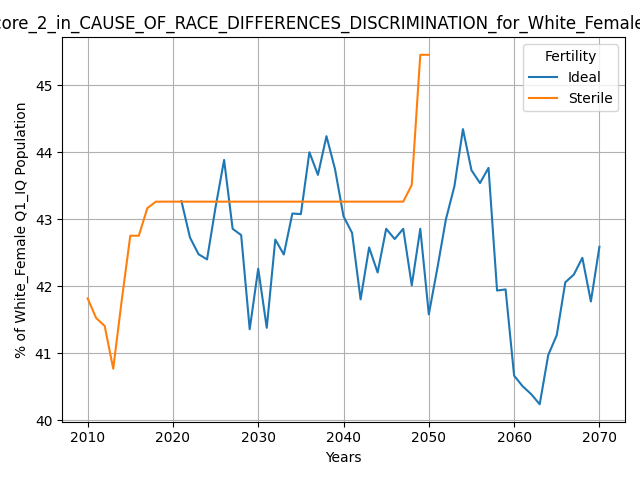 core_2_in_CAUSE_OF_RACE_DIFFERENCES_DISCRIMINATION_for_White_Female
Fertility
Ideal
Sterile
% of White_Female Q1_IQ Population
45
44
43
42
41
40
2010
2020
2030
2040
2050
2060
2070
Years